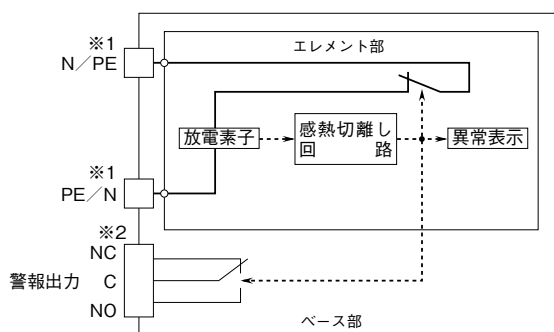 エレメント部
※1
N／PE
放電素子
感熱切離し
回　　路
異常表示
※1
PE／N
※2
NC
警報出力
C
NO
ベース部